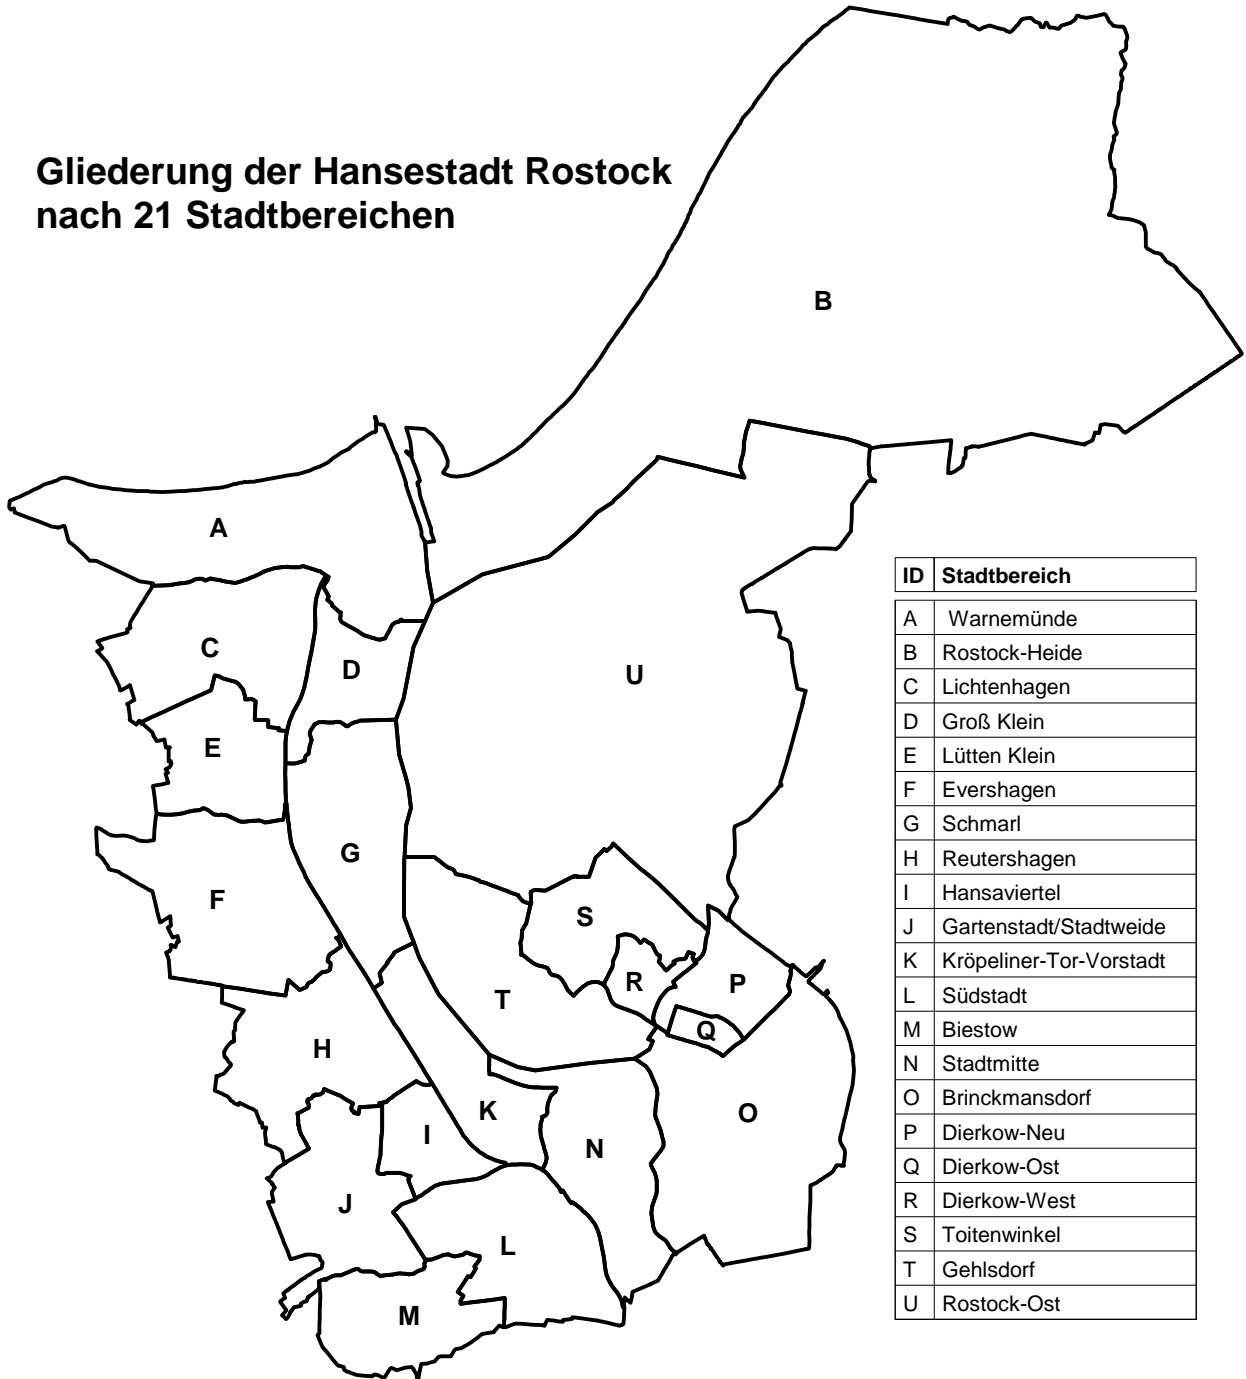 Gliederung der Hansestadt Rostock
nach 21 Stadtbereichen
B
A
C
D
U
E
G
F
S
R
P
T
Q
H
K
O
I
N
J
L
M
ID Stadtbereich
A Warnemünde
B Rostock-Heide
C Lichtenhagen
D Groß Klein
E Lütten Klein
F Evershagen
G Schmarl
H Reutershagen
I Hansaviertel
J Gartenstadt/Stadtweide
K Kröpeliner-Tor-Vorstadt
L Südstadt
M Biestow
N Stadtmitte
O Brinckmansdorf
P Dierkow-Neu
Q Dierkow-Ost
R Dierkow-West
S Toitenwinkel
T Gehlsdorf
U Rostock-Ost